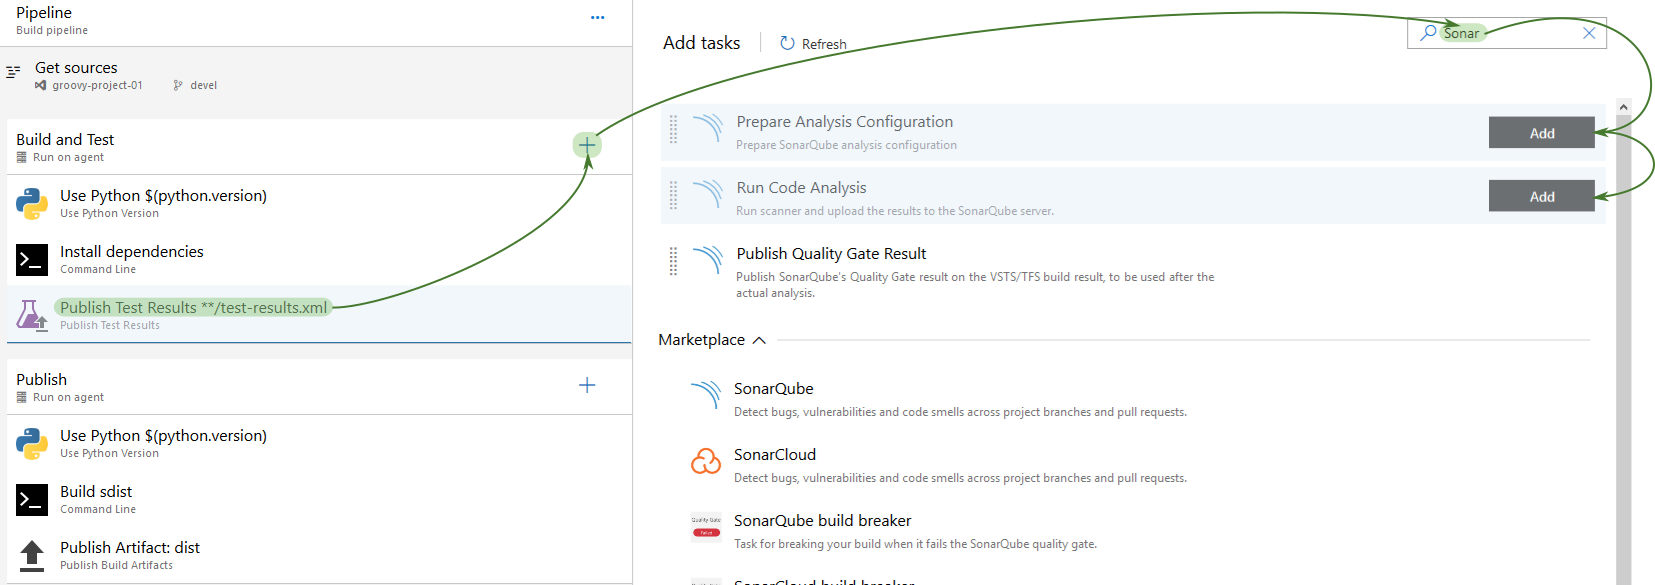 Pipeline
Build pipeline
Get sources
groovy-project-01 devel
Build and Test
Run on agent
Use Python $(python.version)
Use Python Version
Install dependencies
Command Line
Publish Test Results **/test-results.xml
Publish Test Results
Publish
Run on agent
Use Python $(python.version)
Use Python Version
Build sdist
Command Line
Publish Artifact: dist
Publish Build Artifacts
Add tasks
Refresh
Sonar
Prepare Analysis Configuration
Prepare SonarQube analysis configuration
Add
Run Code Analysis
Run scanner and upload the results to the SonarQube server.
Add
Publish Quality Gate Result
Publish SonarQube's Quality Gate result on the VSTS/TFS build result, to be used after the
actual analysis.
Marketplace
SonarQube
Detect bugs, vulnerabilities and code smells across project branches and pull requests.
SonarCloud
Detect bugs, vulnerabilities and code smells across project branches and pull requests.
Quality Gate
Failed
SonarQube build breaker
Task for breaking your build when it fails the SonarQube quality gate.
SonarCloud build breaker